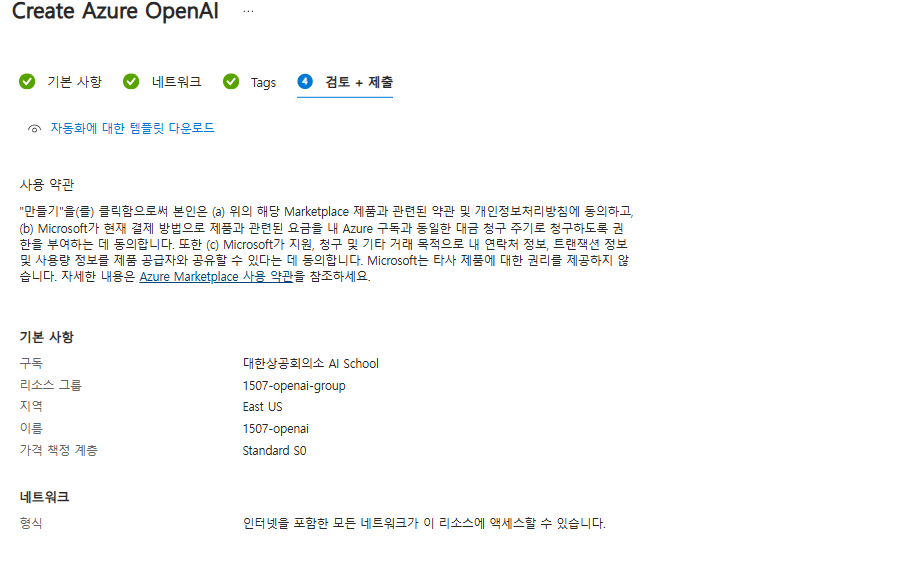 Create Azure OpenAI ...
기본 사항 네트워크 Tags 4 검토 + 제출
자동화에 대한 템플릿 다운로드
사용 약관
"만들기"을(를) 클릭함으로써 본인은 (a) 위의 해당 Marketplace 제품과 관련된 약관 및 개인정보처리방침에 동의하고,
(b) Microsoft가 현재 결제 방법으로 제품과 관련된 요금을 내 Azure 구독과 동일한 대금 청구 주기로 청구하도록 권
한을 부여하는 데 동의합니다. 또한 (c) Microsoft가 지원, 청구 및 기타 거래 목적으로 내 연락처 정보, 트랜잭션 정보
및 사용량 정보를 제품 공급자와 공유할 수 있다는 데 동의합니다. Microsoft는 타사 제품에 대한 권리를 제공하지 않
습니다. 자세한 내용은 Azure Marketplace 사용 약관을 참조하세요.
기본 사항
구독 대한상공회의소 AI School
리소스 그룹 1507-openai-group
지역 East US
이름 1507-openai
가격 책정 계층 Standard S0
네트워크
형식 인터넷을 포함한 모든 네트워크가 이 리소스에 액세스할 수 있습니다.